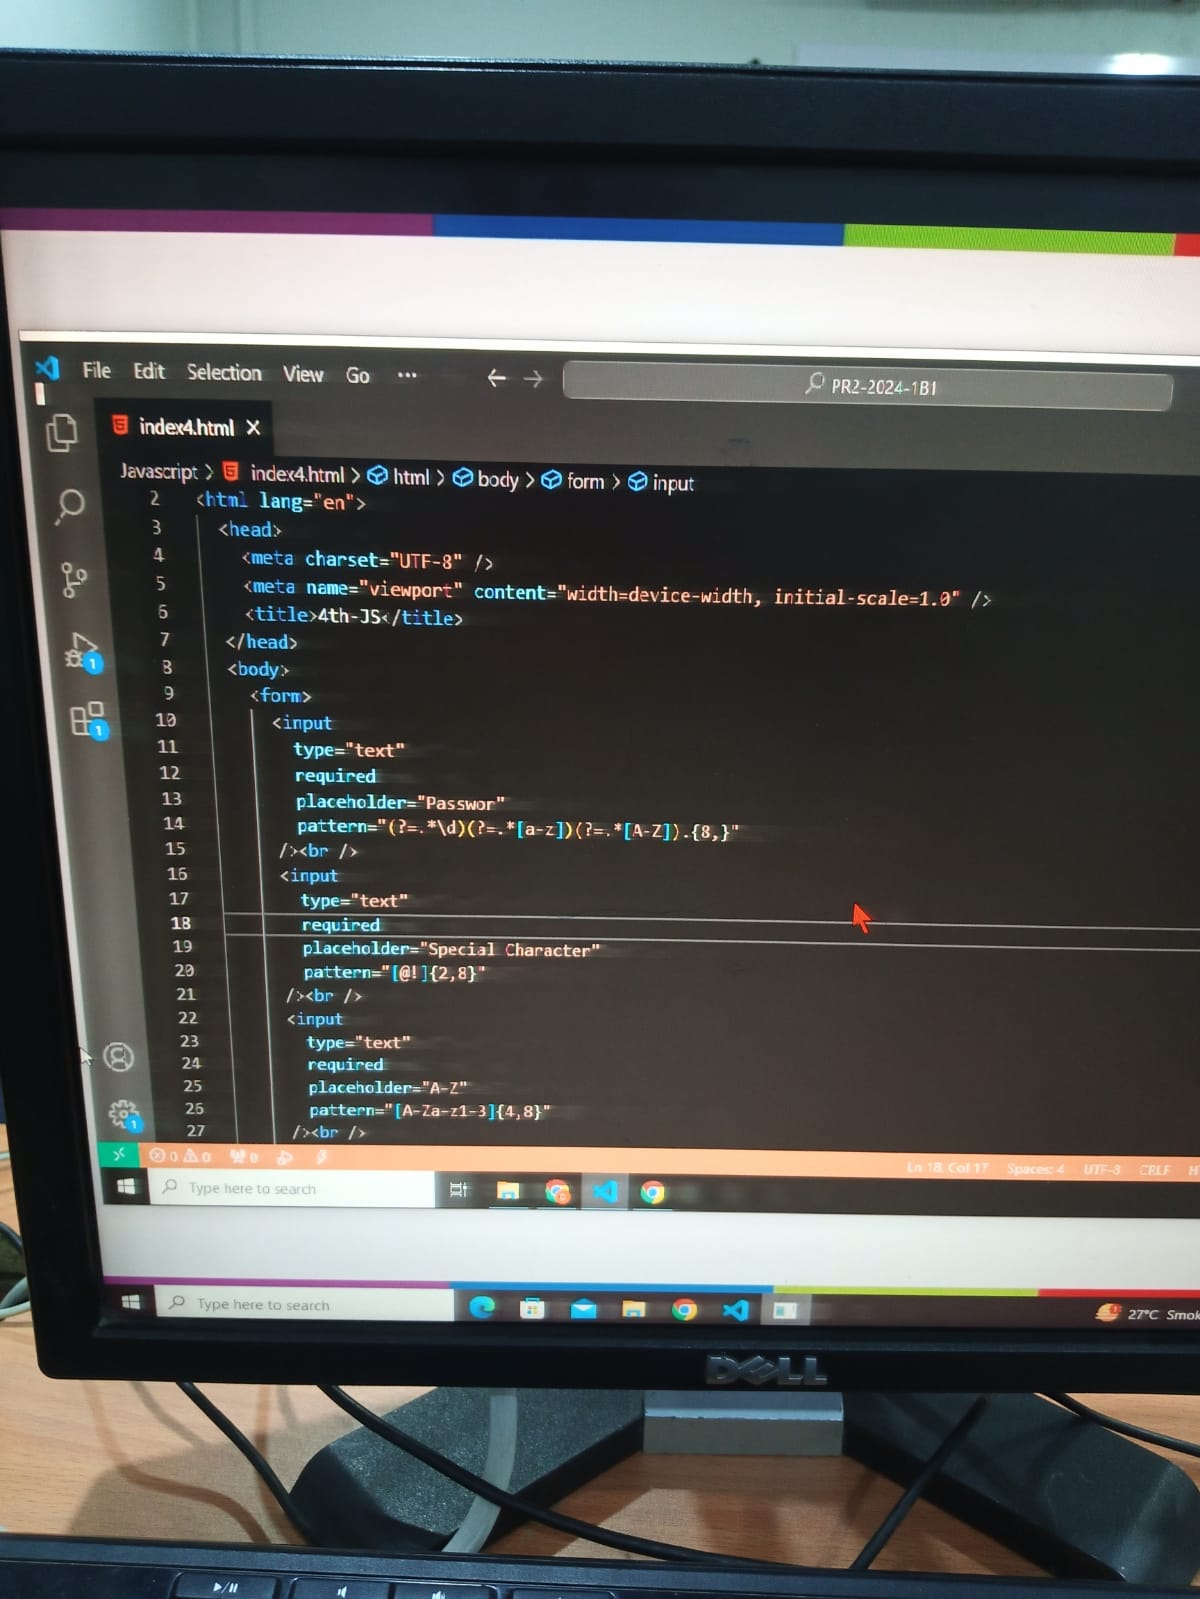 File Edit Selection View Go ··· ← → PR2-2024-1B1
index4.html ×
Javascript > index4.html > html > body > form > input
2 <html lang="en">
3 <head>
4 <meta charset="UTF-8" />
5 <meta name="viewport" content="width=device-width, initial-scale=1.0" />
6 <title>4th-JS</title>
7 </head>
8 <body>
9 <form>
10 <input
11 type="text"
12 required
13 placeholder="Passwor"
14 pattern="(?=.*\d)(?=.*[a-z])(?=.*[A-Z]).{8,}"
15 /><br />
16 <input
17 type="text"
18 required
19 placeholder="Special Character"
20 pattern="[@!]{2,8}"
21 /><br />
22 <input
23 type="text"
24 required
25 placeholder="A-Z"
26 pattern="[A-Za-z1-3]{4,8}"
27 /><br />
1
1
1
0 0 0 Ln 18, Col 17 Spaces: 4 UTF-8 CRLF
Type here to search
Type here to search 27°C
DELL